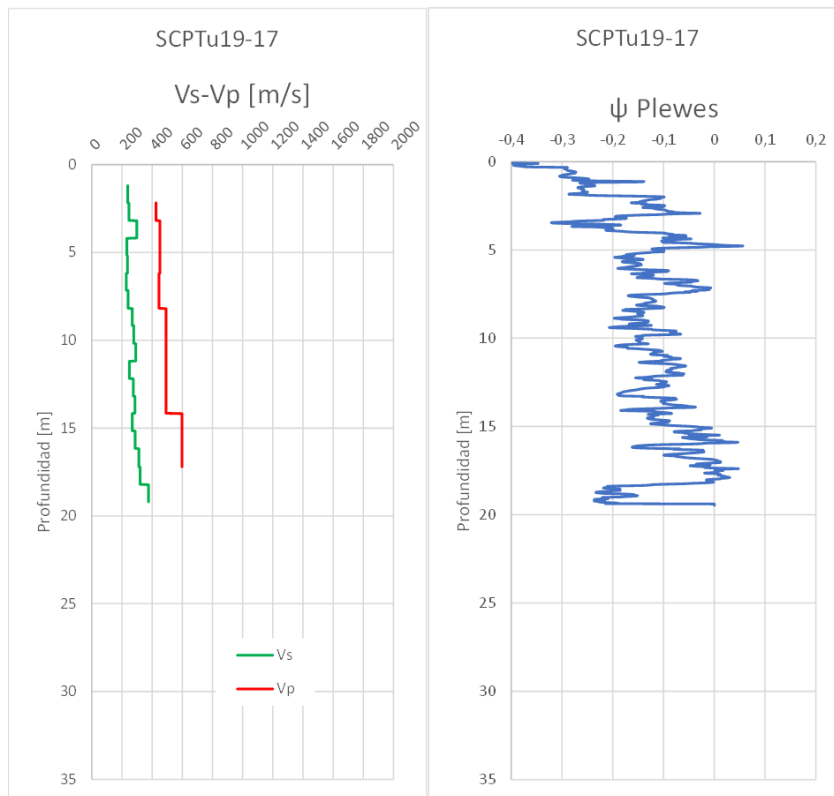 SCPTu19-17
Vs-Vp [m/s]
0 200 400 600 800 1000 1200 1400 1600 1800 2000
0
5
10
15
20
25
30
35
Profundidad [m]
Vs
Vp
SCPTu19-17
ψ Plewes
-0,4 -0,3 -0,2 -0,1 0 0,1 0,2
0
5
10
15
20
25
30
35
Profundidad [m]